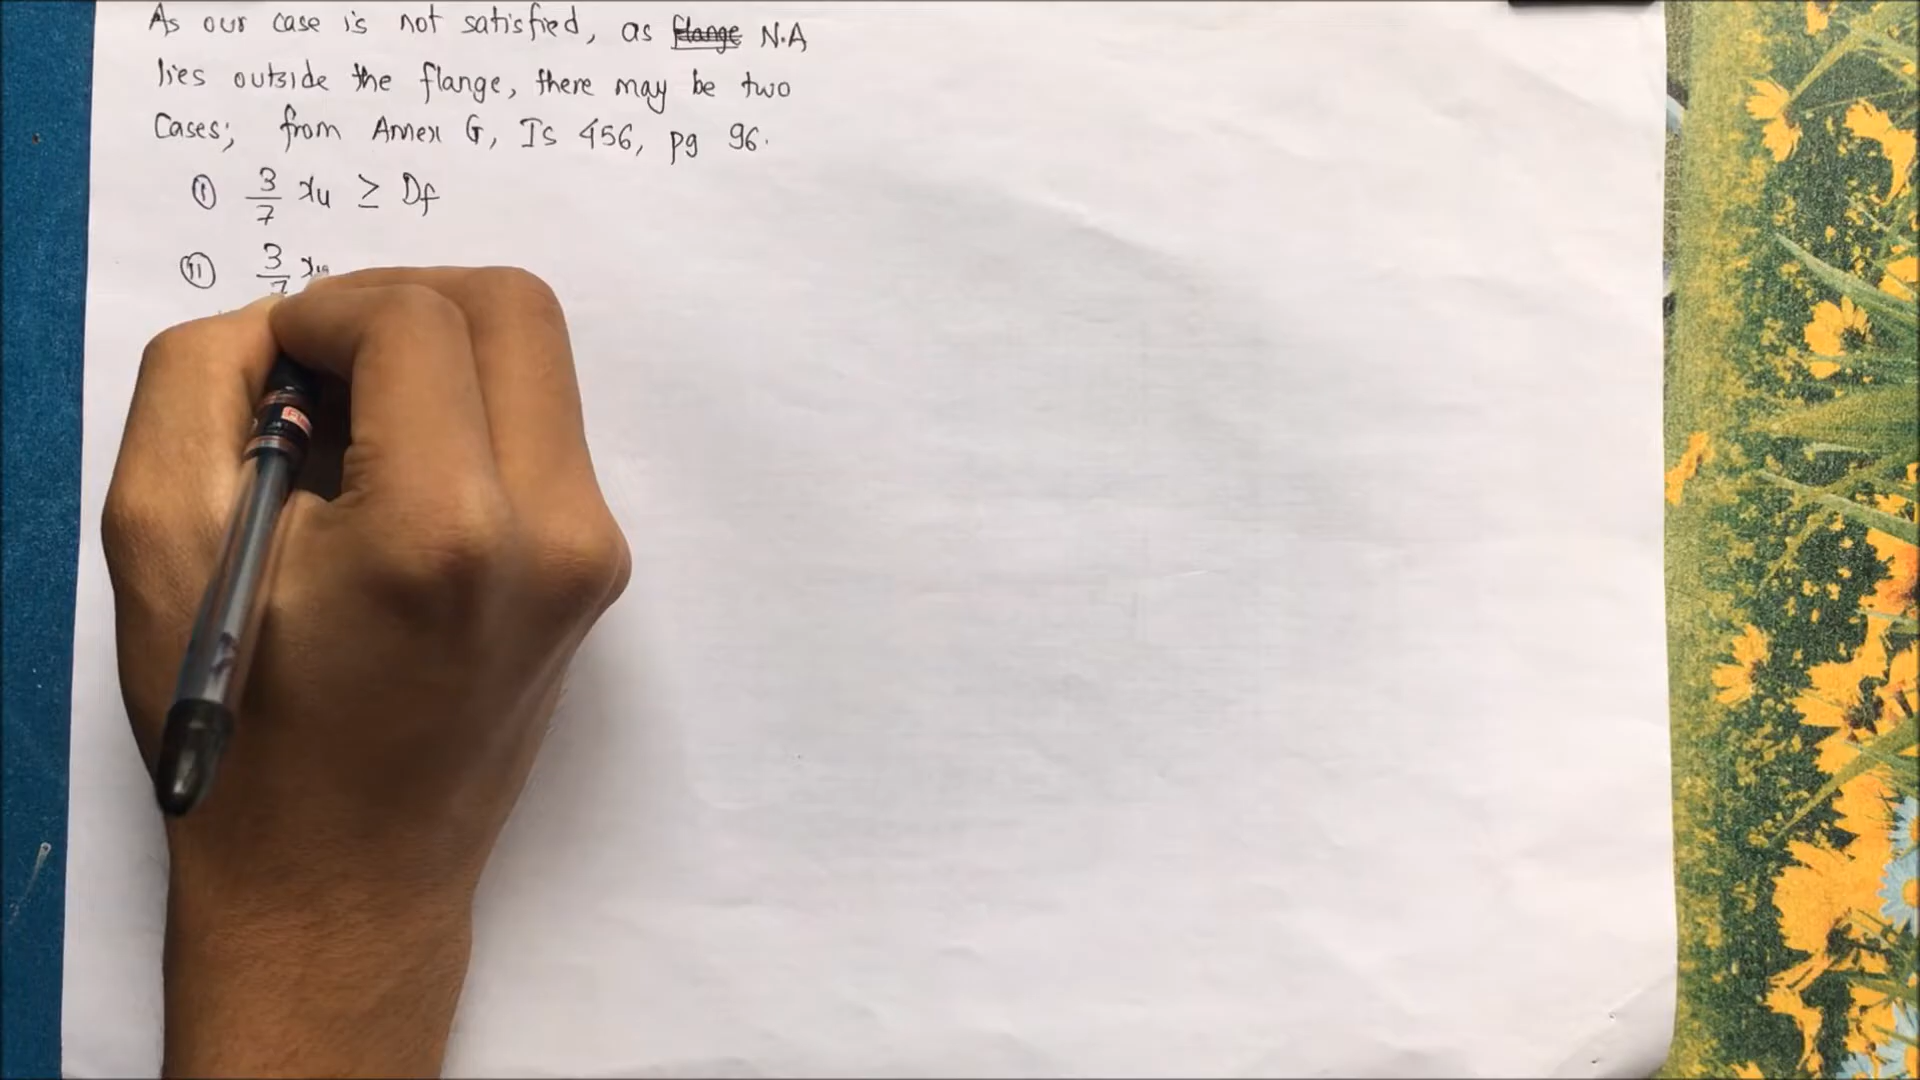 As our case is not satisfied, as flange N.A
lies outside the flange, there may be two
Cases; from Annex G, Is 456, pg 96.
(i) 3/7 xu ≥ Df
(ii) 3/7 xu